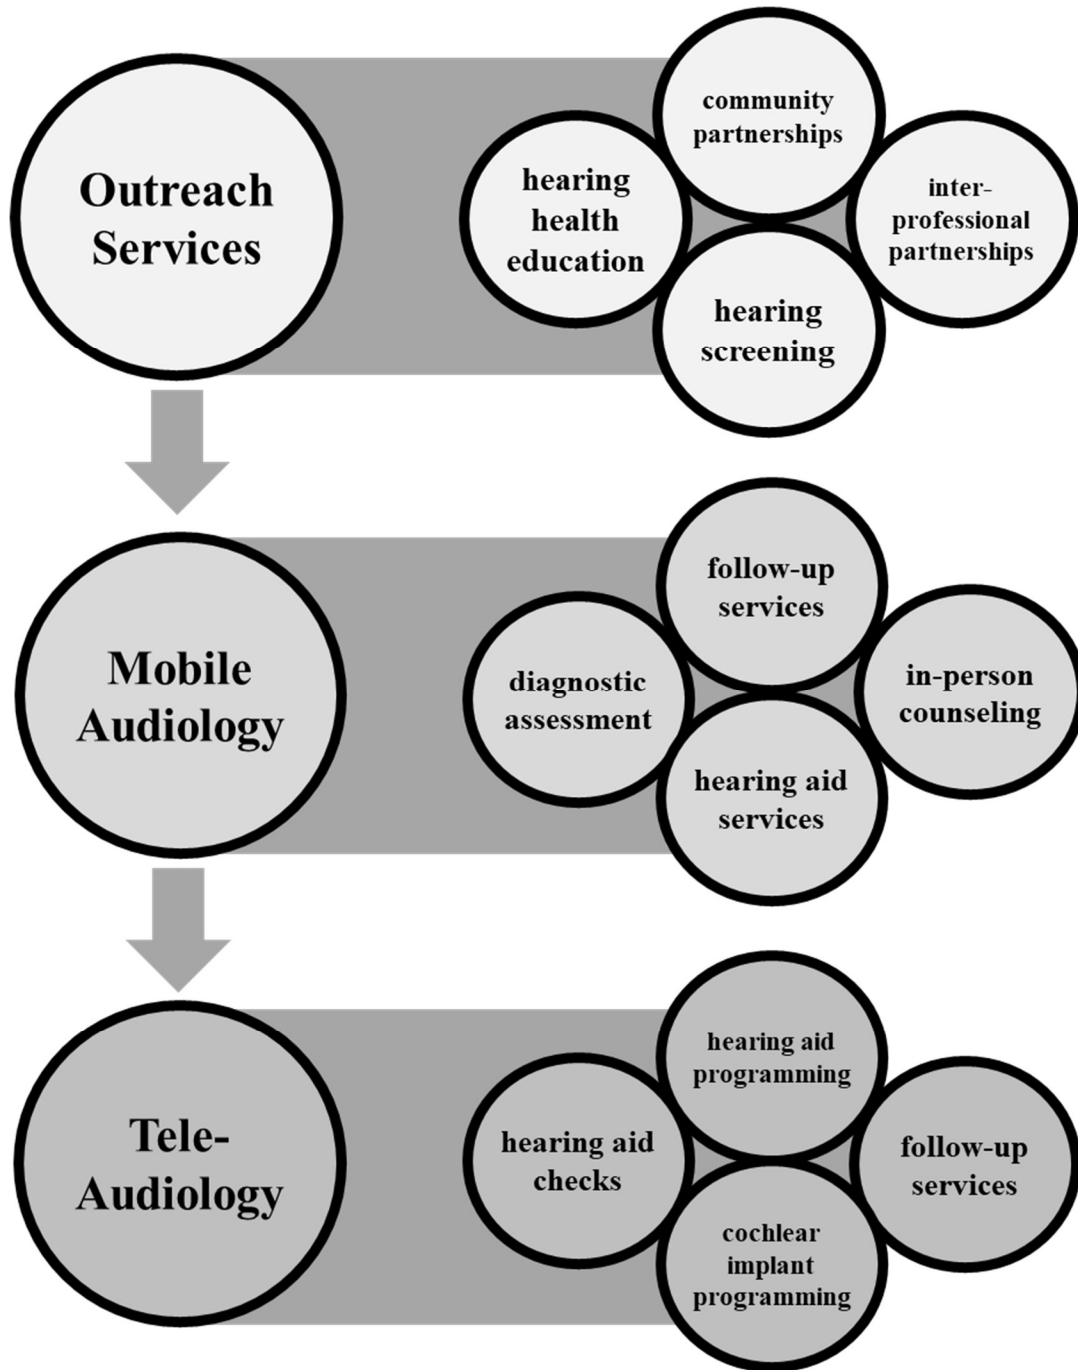 Outreach
Services
hearing
health
education
community
partnerships
hearing
screening
inter-
professional
partnerships
Mobile
Audiology
diagnostic
assessment
follow-up
services
hearing aid
services
in-person
counseling
Tele-
Audiology
hearing aid
checks
hearing aid
programming
cochlear
implant
programming
follow-up
services